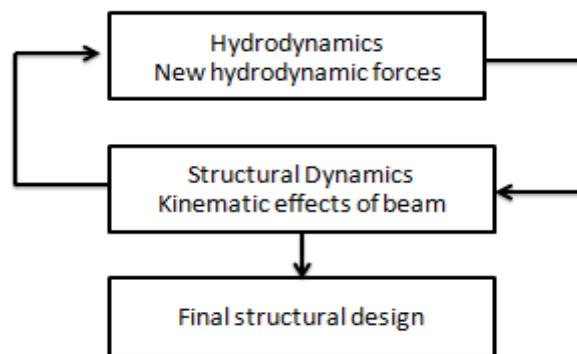 Hydrodynamics
New hydrodynamic forces
Structural Dynamics
Kinematic effects of beam
Final structural design